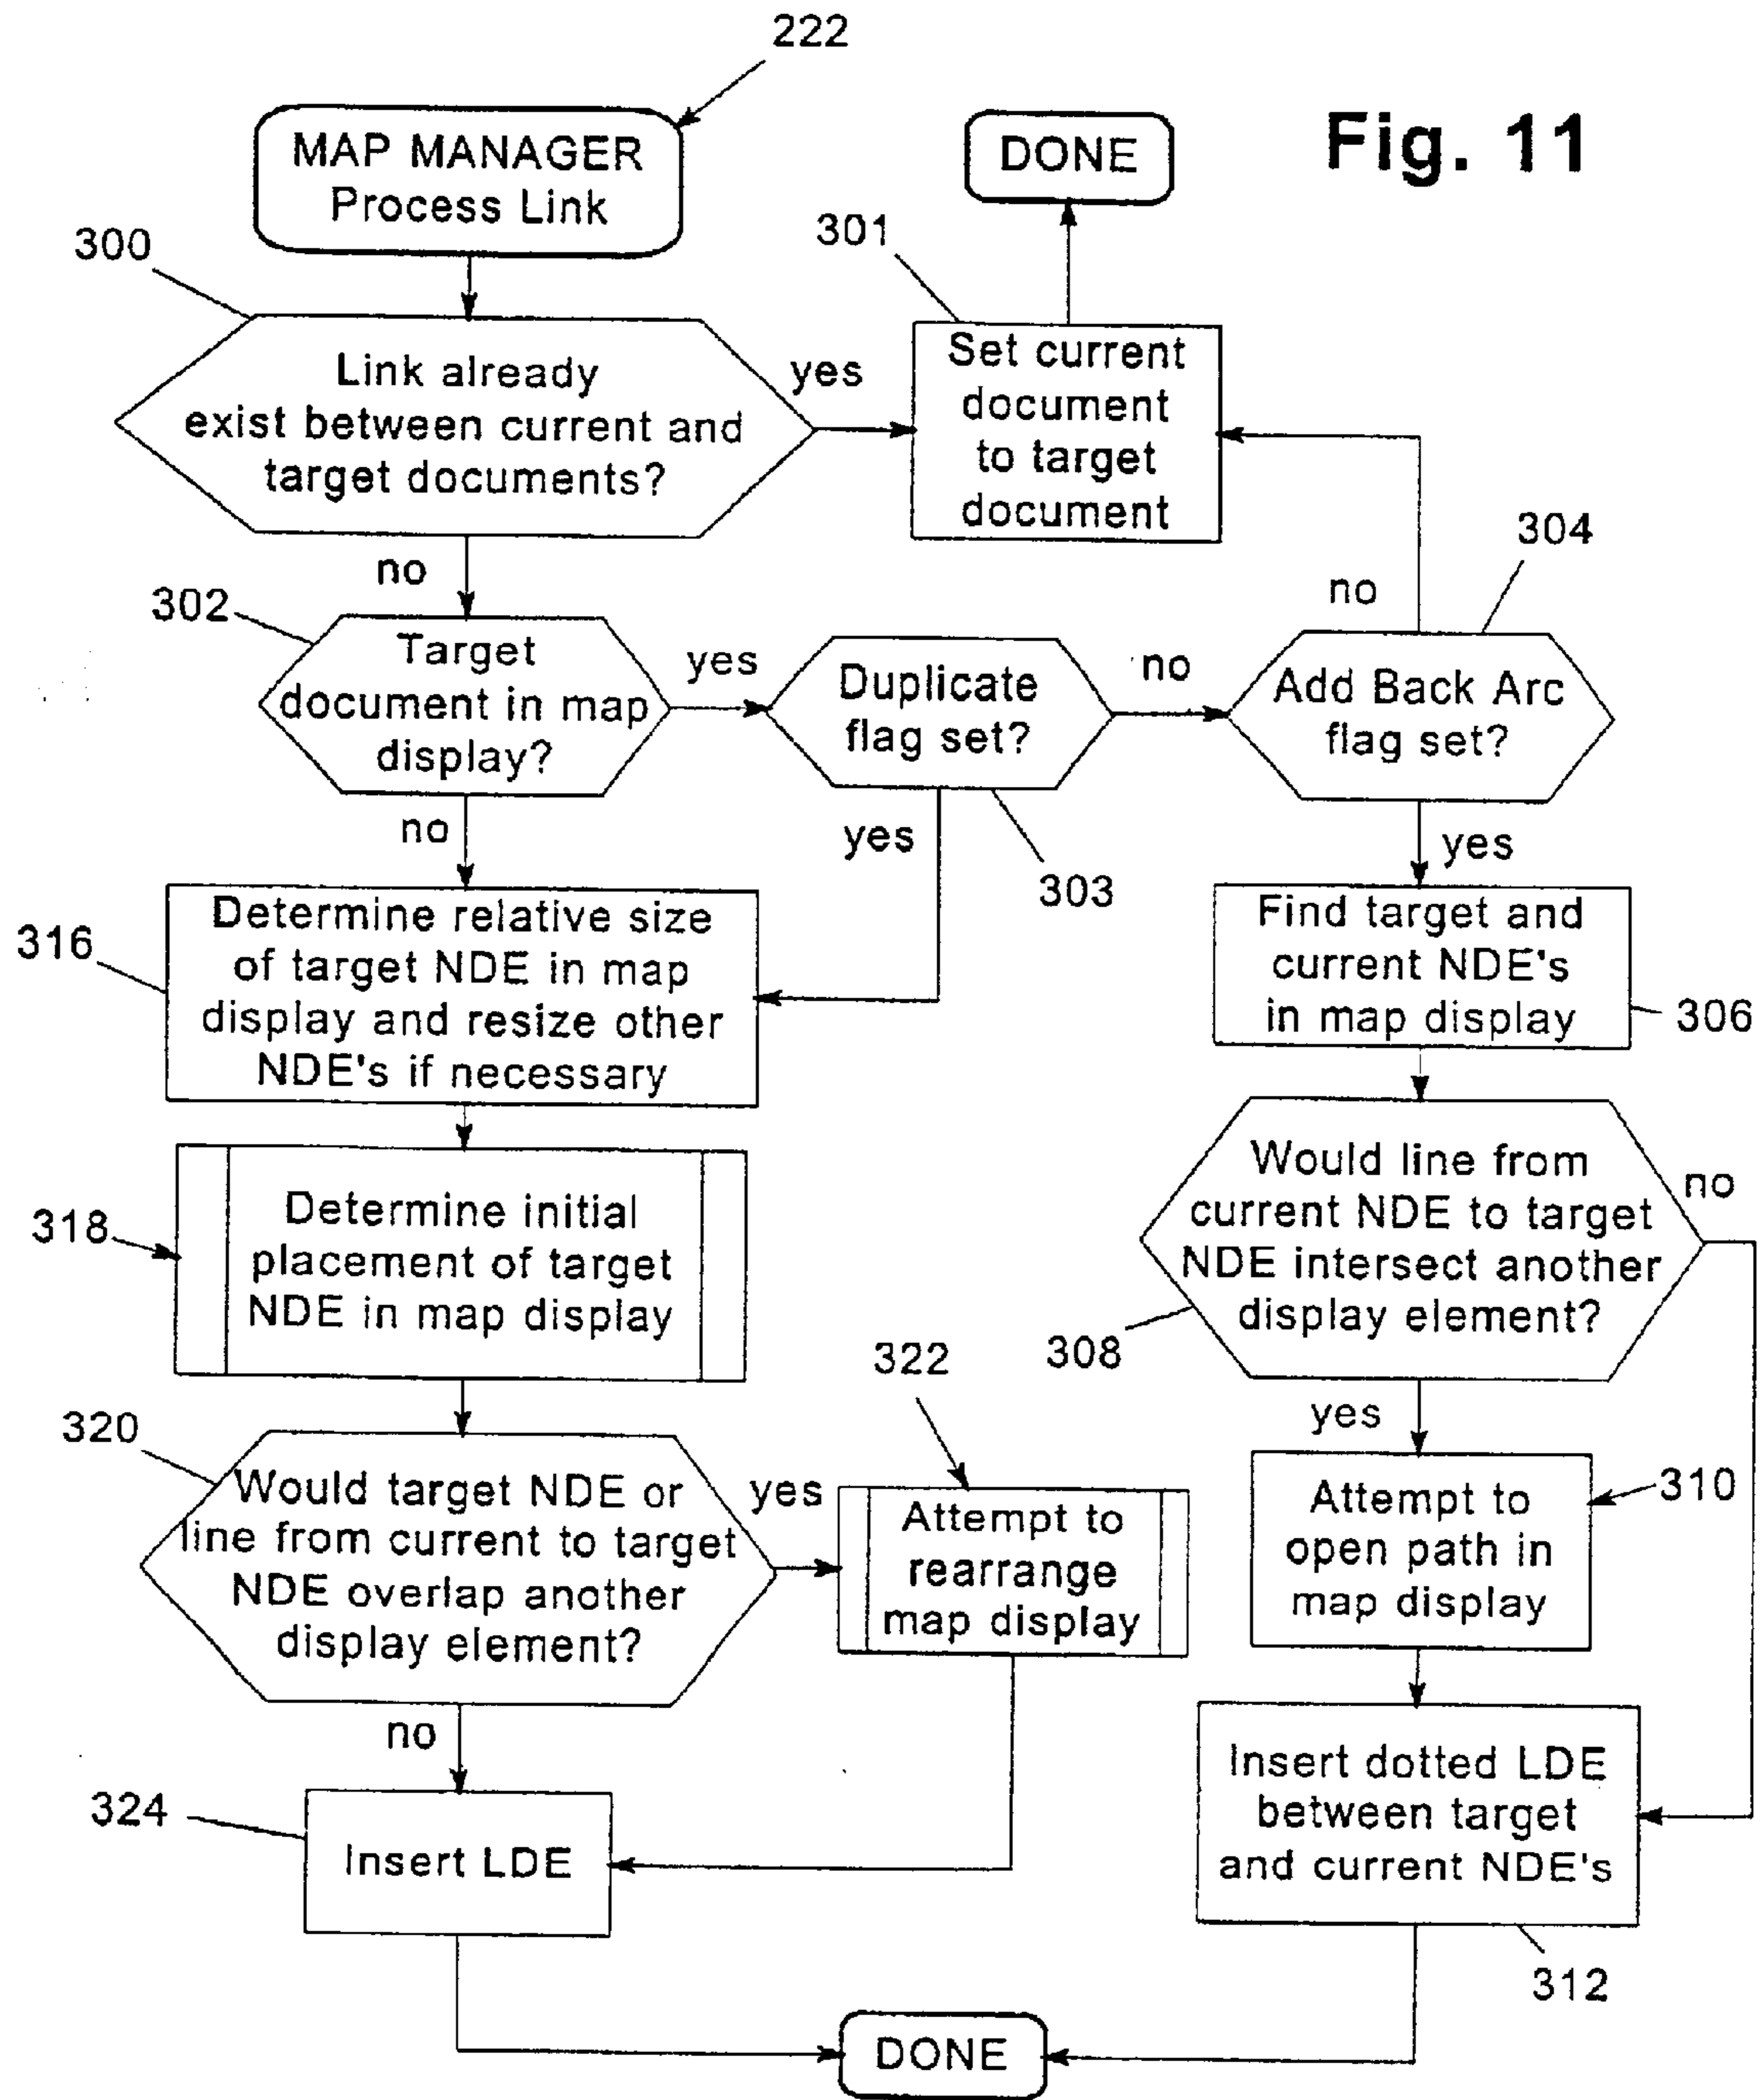 222
Fig. 11
MAP MANAGER
Process Link
DONE
300
301
Link already
exist between current and
target documents?
yes
Set current
document
to target
document
no
304
no
302
Target
document in map
display?
yes
Duplicate
flag set?
no
Add Back Arc
flag set?
no
yes
303
yes
316
Determine relative size
of target NDE in map
display and resize other
NDE's if necessary
Find target and
current NDE's
in map display
306
318
Determine initial
placement of target
NDE in map display
Would line from
current NDE to target
NDE intersect another
display element?
no
308
322
yes
320
Would target NDE or
line from current to target
NDE overlap another
display element?
yes
Attempt to
rearrange
map display
Attempt to
open path in
map display
310
no
324
Insert LDE
Insert dotted LDE
between target
and current NDE's
312
DONE